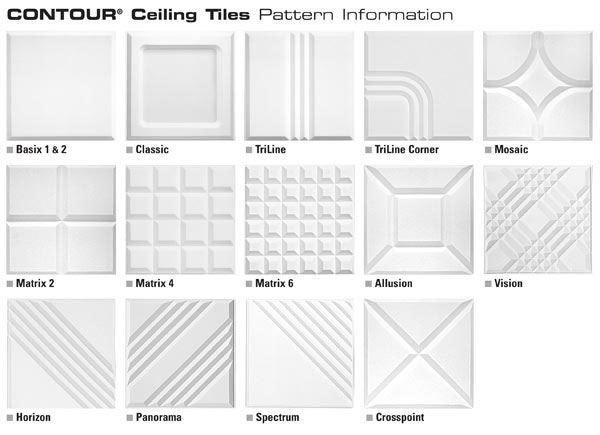 CONTOUR® Ceiling Tiles Pattern Information
Basix 1 & 2
Classic
TriLine
TriLine Corner
Mosaic
Matrix 2
Matrix 4
Matrix 6
Allusion
Vision
Horizon
Panorama
Spectrum
Crosspoint